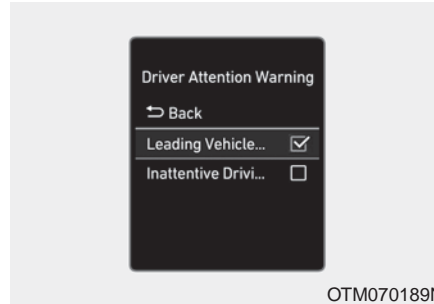 Driver Attention Warning
Back
Leading Vehicle...
Inattentive Drivi...
OTM070189N